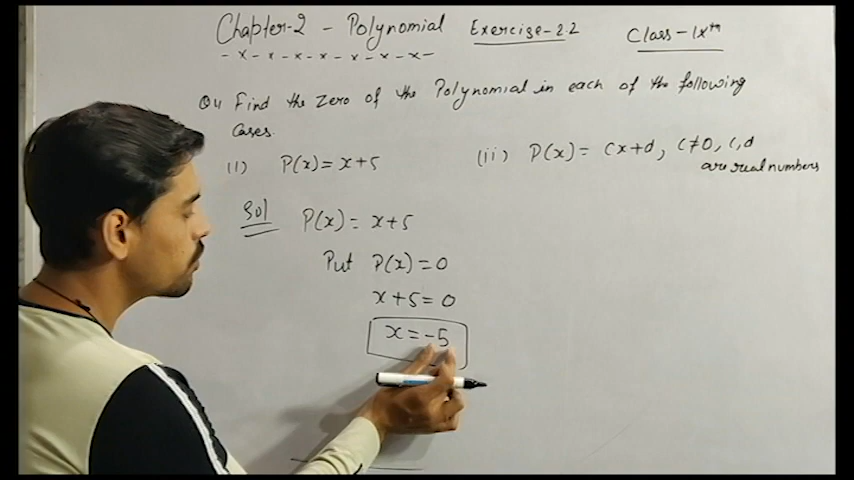 Chapter-2 - Polynomial Exercise-2.2 Class-IXth
- x - x - x - x - x - x - x -
Q4 Find the zero of the Polynomial in each of the following
Cases.
(i) P(x) = x+5
(ii) P(x) = cx+d, c≠0, c,d
are real numbers
Sol P(x) = x+5
Put P(x) = 0
x+5 = 0
x = -5